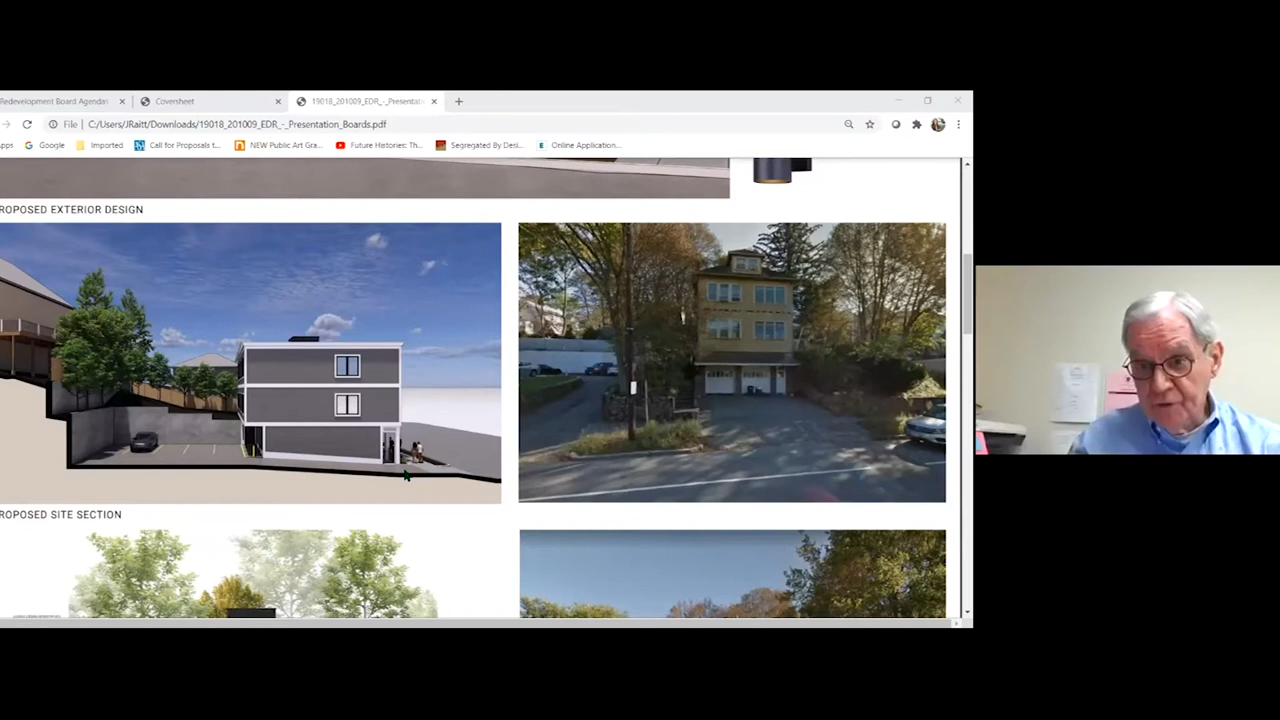 Redevelopment Board Agenda
Coversheet
19018_201009_EDR_-_Presentati
File | C:/Users/JRaitt/Downloads/19018_201009_EDR_-_Presentation_Boards.pdf
pps
Google
Imported
Call for Proposals t...
NEW Public Art Gra...
Future Histories: Th...
Segregated By Desi...
Online Application...
ROPOSED EXTERIOR DESIGN
ROPOSED SITE SECTION